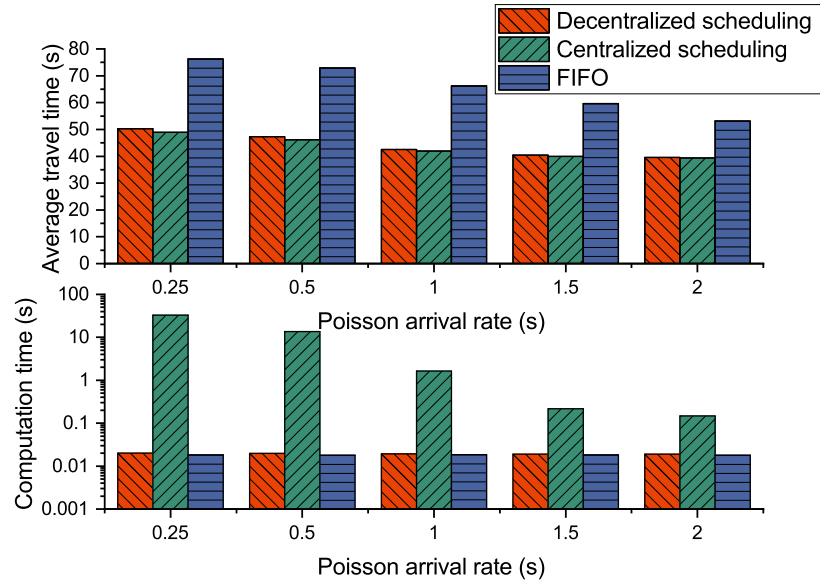 Decentralized scheduling
Centralized scheduling
FIFO
Average travel time (s)
80
70
60
50
40
30
20
10
0
0.25 0.5 1 1.5 2
Poisson arrival rate (s)
Computation time (s)
100
10
1
0.1
0.01
0.001
0.25 0.5 1 1.5 2
Poisson arrival rate (s)